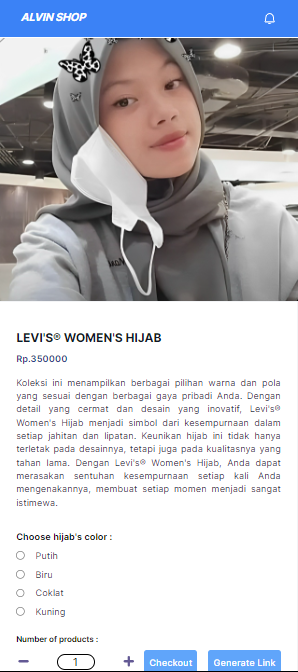 ALVIN SHOP
LEVI'S® WOMEN'S HIJAB
Rp.350000
Koleksi ini menampilkan berbagai pilihan warna dan pola
yang sesuai dengan berbagai gaya pribadi Anda. Dengan
detail yang cermat dan desain yang inovatif, Levi's®
Women's Hijab menjadi simbol dari kesempurnaan dalam
setiap jahitan dan lipatan. Keunikan hijab ini tidak hanya
terletak pada desainnya, tetapi juga pada kualitasnya yang
tahan lama. Dengan Levi's® Women's Hijab, Anda dapat
merasakan sentuhan kesempurnaan setiap kali Anda
mengenakannya, membuat setiap momen menjadi sangat
istimewa.
Choose hijab's color :
Putih
Biru
Coklat
Kuning
Number of products :
− 1 + Checkout Generate Link